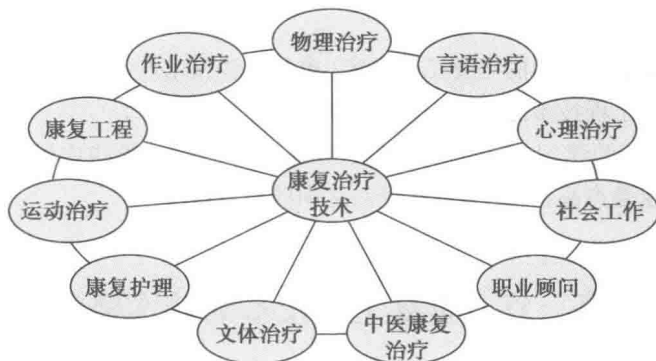 物理治疗
作业治疗
言语治疗
康复工程
心理治疗
康复治疗
技术
运动治疗
社会工作
康复护理
职业顾问
文体治疗
中医康复
治疗